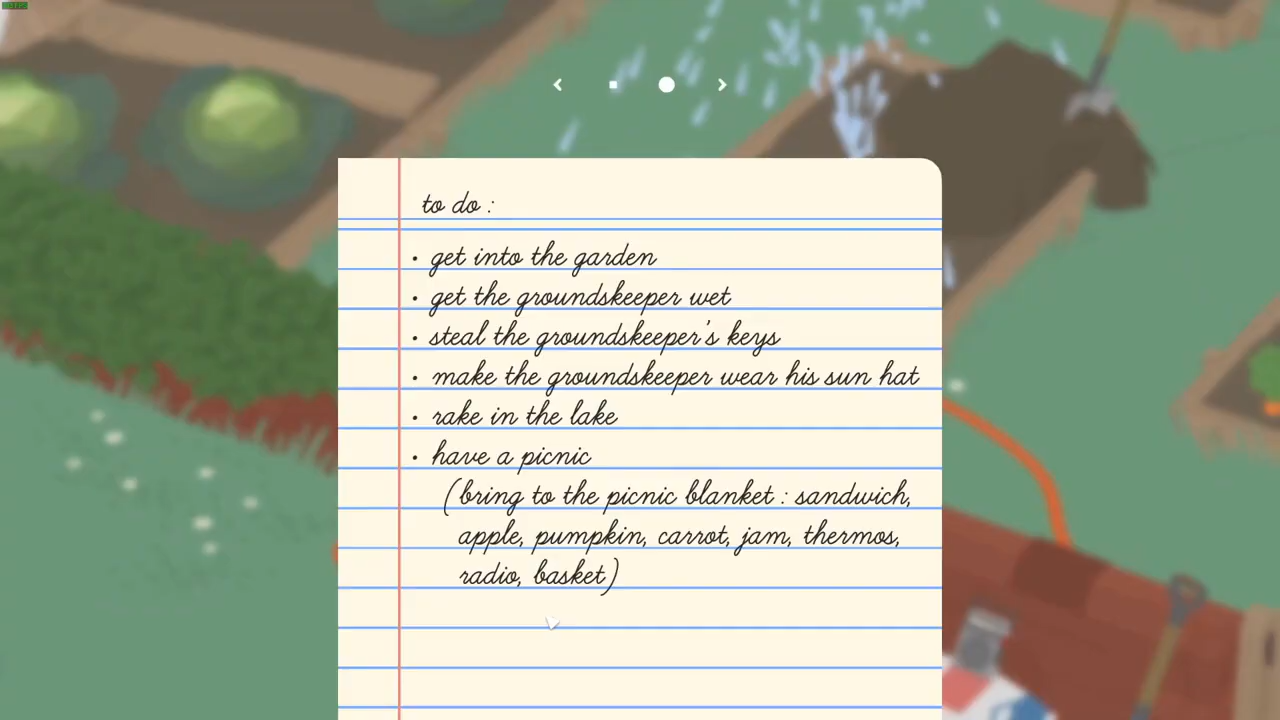 to do :
• get into the garden
• get the groundskeeper wet
• steal the groundskeeper's keys
• make the groundskeeper wear his sun hat
• rake in the lake
• have a picnic
(bring to the picnic blanket : sandwich,
apple, pumpkin, carrot, jam, thermos,
radio, basket)